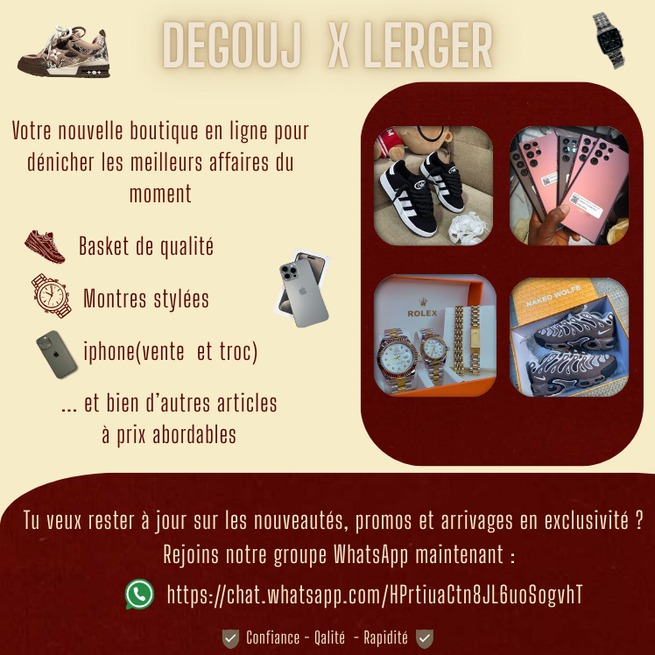 DEGOUJ X LERGER
Votre nouvelle boutique en ligne pour
dénicher les meilleurs affaires du
moment
Basket de qualité
Montres stylées
iphone(vente et troc)
... et bien d'autres articles
à prix abordables
ROLEX
NAKED WOLFE
Tu veux rester à jour sur les nouveautés, promos et arrivages en exclusivité ?
Rejoins notre groupe WhatsApp maintenant :
https://chat.whatsapp.com/HPrtiuaCtn8JL6uoSogvhT
Confiance - Qalité - Rapidité